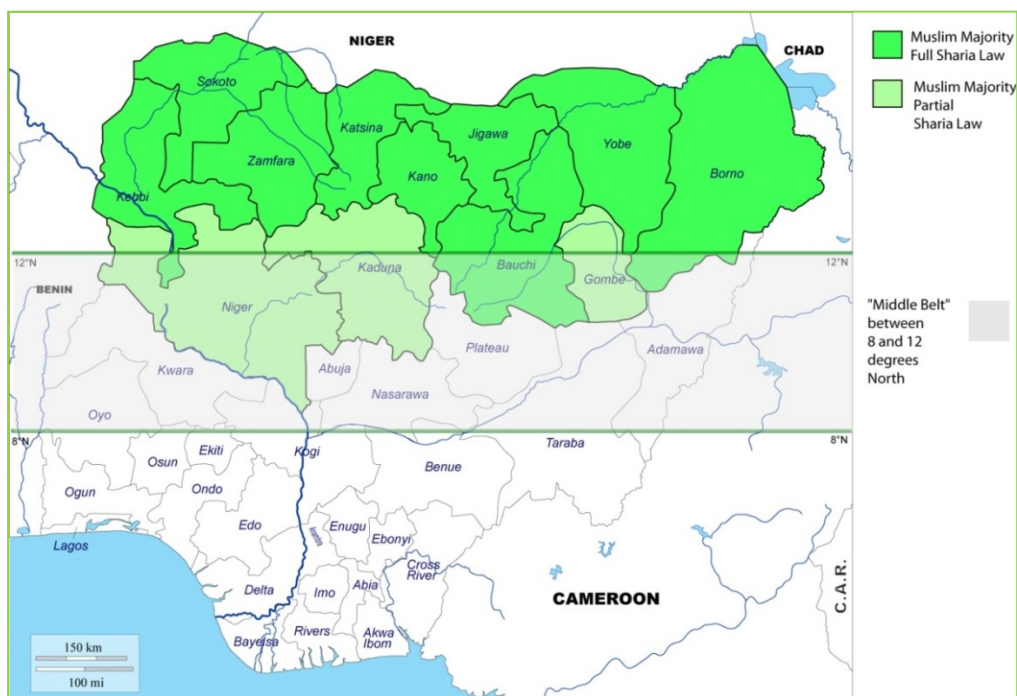 NIGER
CHAD
Muslim Majority
Full Sharia Law
Muslim Majority
Partial
Sharia Law
Sokoto
Katsina
Jigawa
Yobe
Zamfara
Kano
Borno
Kebbi
12°N
12°N
BENIN
Kaduna
Bauchi
Gombe
Niger
"Middle Belt"
between
8 and 12
degrees
North
Plateau
Adamawa
Kwara
Abuja
Nasarawa
Oyo
8°N
8°N
Kogi
Taraba
Ekiti
Osun
Benue
Ogun
Ondo
Edo
Enugu
Ebonyi
Lagos
Cross
River
Delta
Imo
Abia
CAMEROON
C.A.R.
Bayelsa
Rivers
Akwa
Ibom
150 km
100 mi